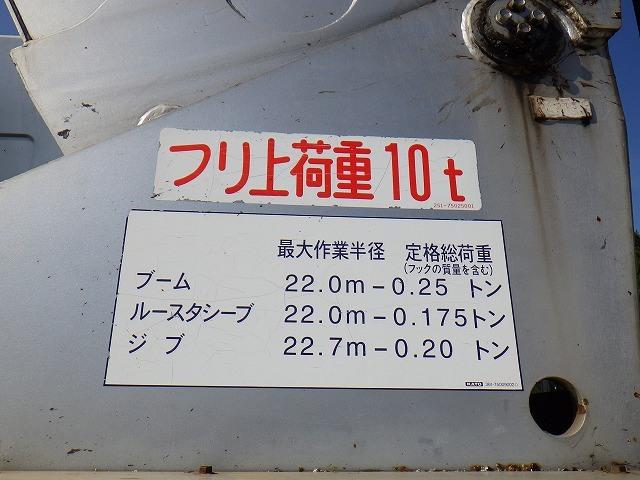 フリ上荷重10t
251-75025001
最大作業半径 定格総荷重
(フックの質量を含む)
ブーム 22.0m-0.25 トン
ルースタシーブ 22.0m-0.175トン
ジブ 22.7m-0.20 トン
KATO